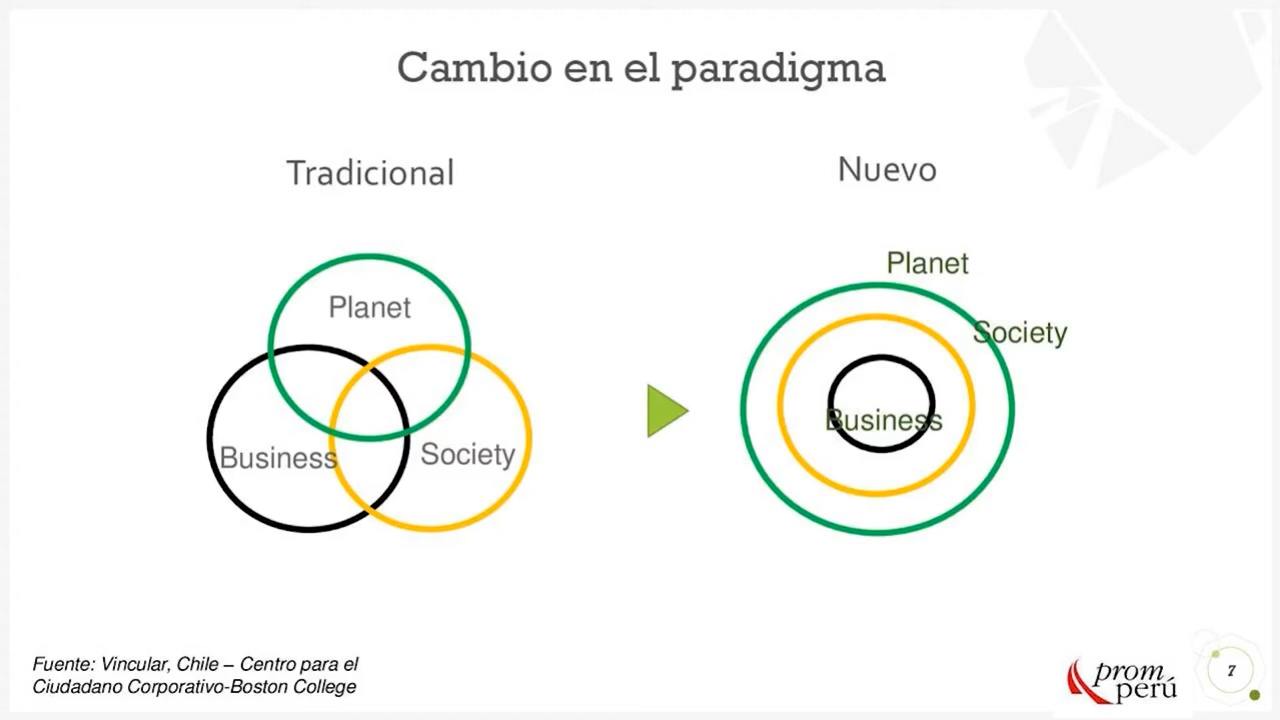 Cambio en el paradigma
Tradicional
Nuevo
Planet
Business
Society
Planet
Society
Business
Fuente: Vincular, Chile – Centro para el
Ciudadano Corporativo-Boston College
prom
perú
7